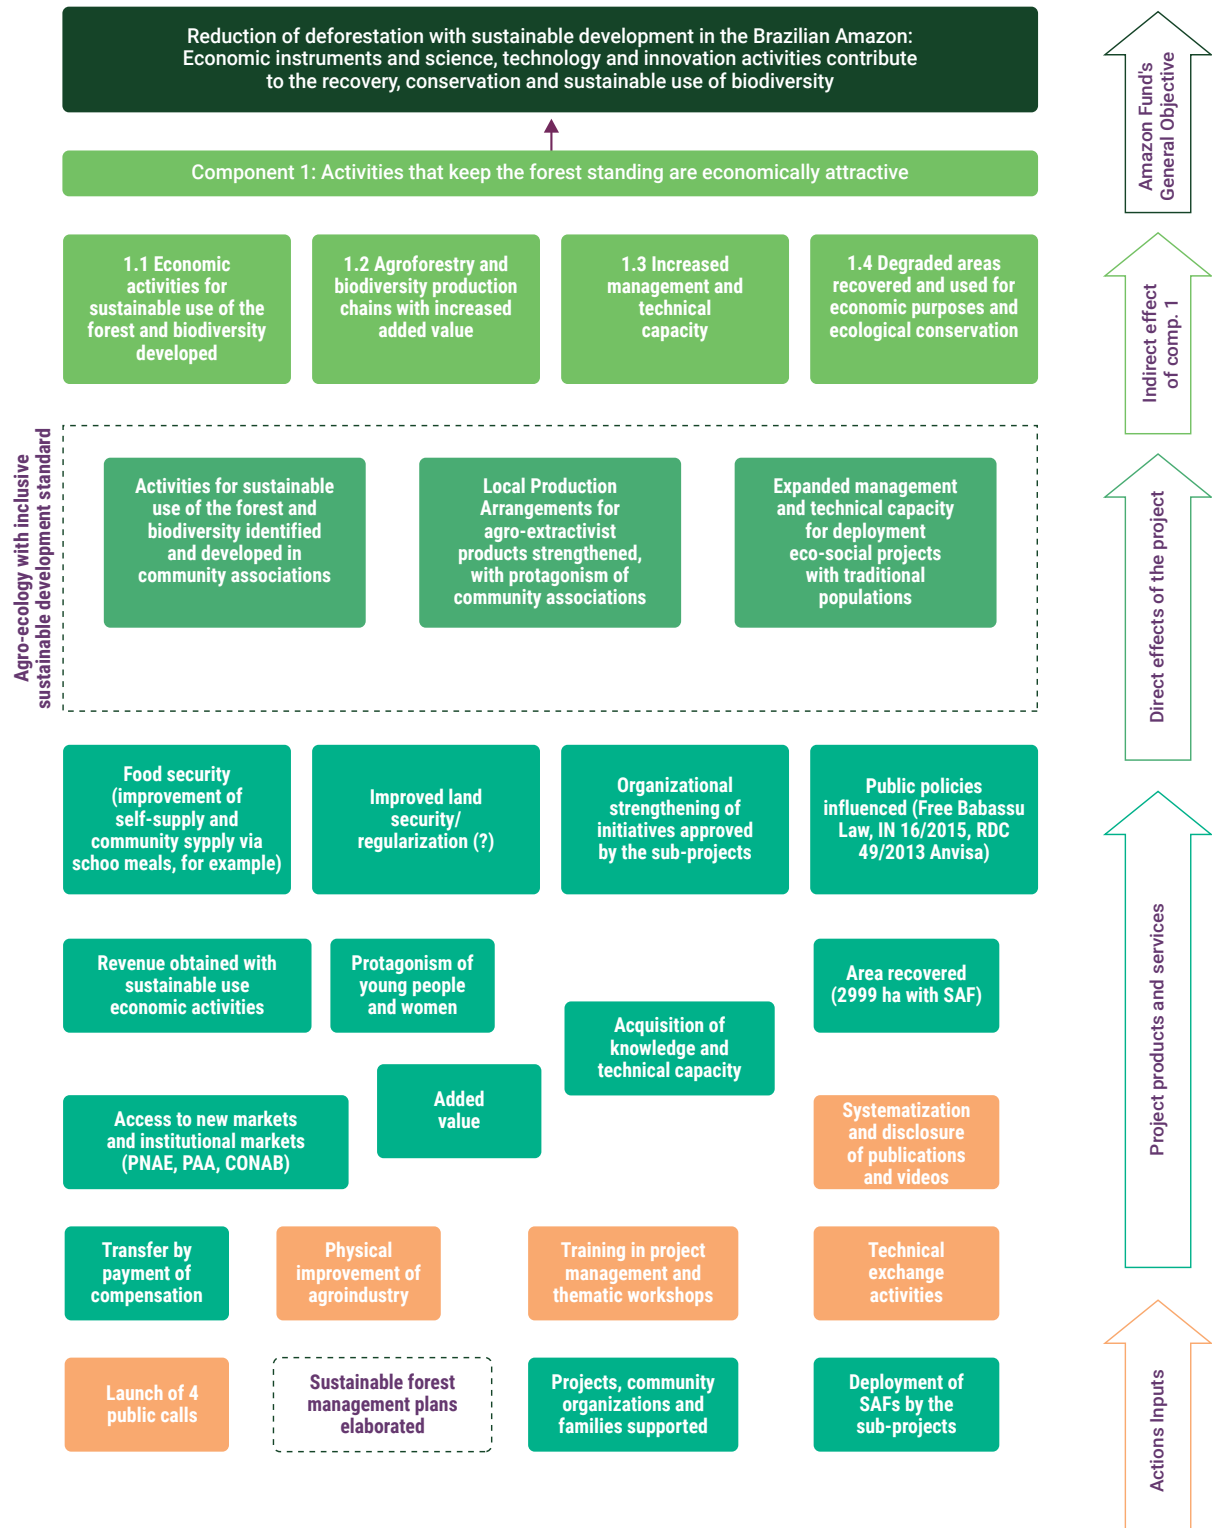 Reduction of deforestation with sustainable development in the Brazilian Amazon:
Economic instruments and science, technology and innovation activities contribute
to the recovery, conservation and sustainable use of biodiversity
Amazon Fund's
General Objective
Component 1: Activities that keep the forest standing are economically attractive
1.1 Economic
activities for
sustainable use of the
forest and biodiversity
developed
1.2 Agroforestry and
biodiversity production
chains with increased
added value
1.3 Increased
management and
technical
capacity
1.4 Degraded areas
recovered and used for
economic purposes and
ecological conservation
Indirect effect
of comp. 1
Agro-ecology with inclusive
sustainable development standard
Activities for sustainable
use of the forest and
biodiversity identified
and developed in
community associations
Local Production
Arrangements for
agro-extractivist
products strengthened,
with protagonism of
community associations
Expanded management
and technical capacity
for deployment
eco-social projects
with traditional
populations
Direct effects of the project
Food security
(improvement of
self-supply and
community sypply via
schoo meals, for example)
Improved land
security/
regularization (?)
Organizational
strengthening of
initiatives approved
by the sub-projects
Public policies
influenced (Free Babassu
Law, IN 16/2015, RDC
49/2013 Anvisa)
Project products and services
Revenue obtained with
sustainable use
economic activities
Protagonism of
young people
and women
Acquisition of
knowledge and
technical capacity
Area recovered
(2999 ha with SAF)
Access to new markets
and institutional markets
(PNAE, PAA, CONAB)
Added
value
Systematization
and disclosure
of publications
and videos
Transfer by
payment of
compensation
Physical
improvement of
agroindustry
Training in project
management and
thematic workshops
Technical
exchange
activities
Launch of 4
public calls
Sustainable forest
management plans
elaborated
Projects, community
organizations and
families supported
Deployment of
SAFs by the
sub-projects
Actions Inputs